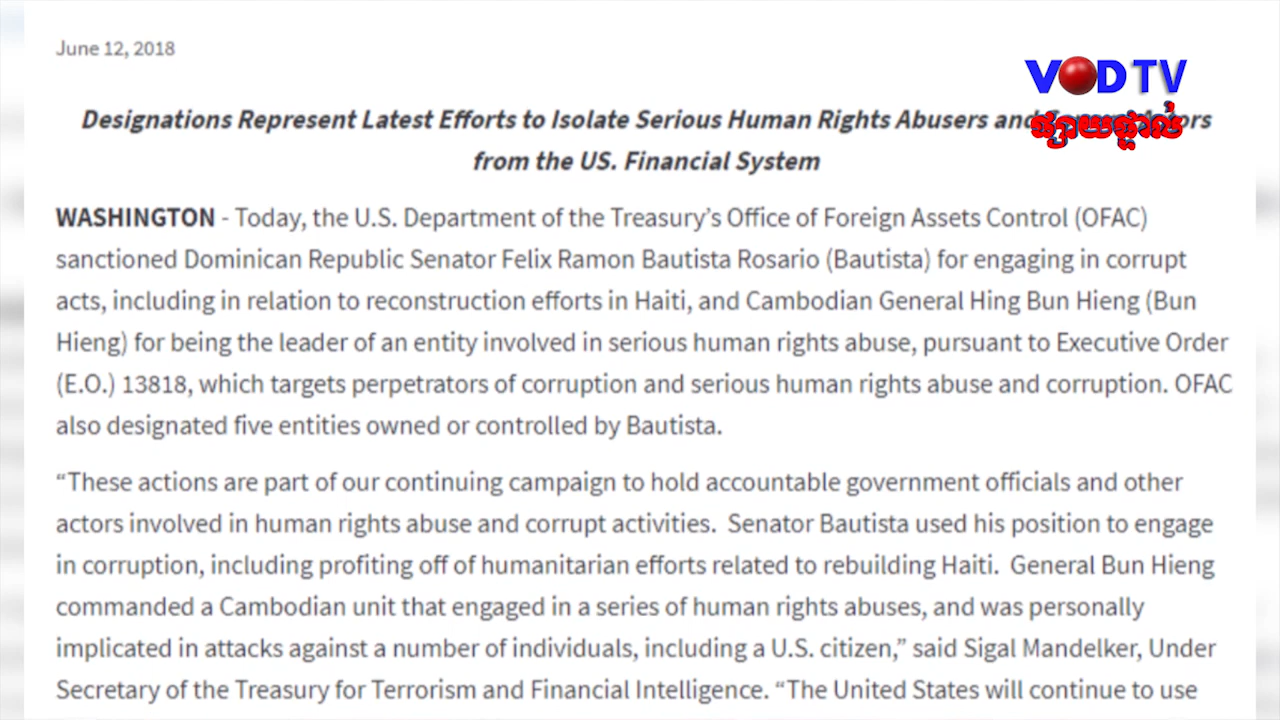 June 12, 2018
VODTV
ផ្សាយផ្ទាល់
Designations Represent Latest Efforts to Isolate Serious Human Rights Abusers and
from the US. Financial System
WASHINGTON - Today, the U.S. Department of the Treasury’s Office of Foreign Assets Control (OFAC)
sanctioned Dominican Republic Senator Felix Ramon Bautista Rosario (Bautista) for engaging in corrupt
acts, including in relation to reconstruction efforts in Haiti, and Cambodian General Hing Bun Hieng (Bun
Hieng) for being the leader of an entity involved in serious human rights abuse, pursuant to Executive Order
(E.O.) 13818, which targets perpetrators of corruption and serious human rights abuse and corruption. OFAC
also designated five entities owned or controlled by Bautista.
“These actions are part of our continuing campaign to hold accountable government officials and other
actors involved in human rights abuse and corrupt activities. Senator Bautista used his position to engage
in corruption, including profiting off of humanitarian efforts related to rebuilding Haiti. General Bun Hieng
commanded a Cambodian unit that engaged in a series of human rights abuses, and was personally
implicated in attacks against a number of individuals, including a U.S. citizen,” said Sigal Mandelker, Under
Secretary of the Treasury for Terrorism and Financial Intelligence. “The United States will continue to use